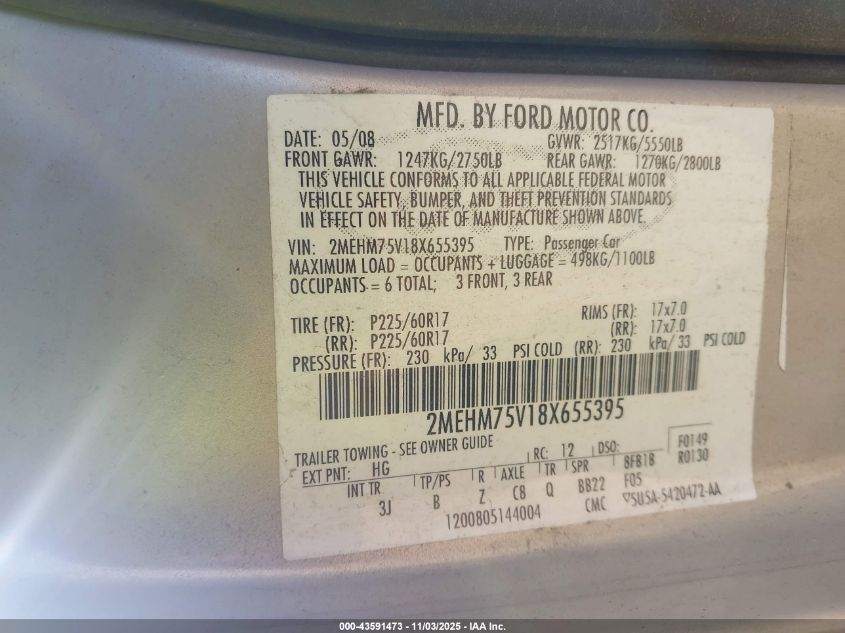 MFD. BY FORD MOTOR CO.
DATE: 05/08 GVWR: 2517KG/5550LB
FRONT GAWR: 1247KG/2750LB REAR GAWR: 1270KG/2800LB
THIS VEHICLE CONFORMS TO ALL APPLICABLE FEDERAL MOTOR
VEHICLE SAFETY, BUMPER, AND THEFT PREVENTION STANDARDS
IN EFFECT ON THE DATE OF MANUFACTURE SHOWN ABOVE.
VIN: 2MEHM75V18X655395 TYPE: Passenger Car
MAXIMUM LOAD = OCCUPANTS + LUGGAGE = 498KG/1100LB
OCCUPANTS = 6 TOTAL; 3 FRONT, 3 REAR
TIRE (FR): P225/60R17 RIMS (FR): 17x7.0
(RR): P225/60R17 (RR): 17x7.0
PRESSURE (FR): 230 kPa/ 33 PSI COLD (RR): 230 kPa/ 33 PSI COLD
2MEHM75V18X655395
TRAILER TOWING - SEE OWNER GUIDE RC: 12 DSO: F0149
EXT PNT: HG 8F81B R0130
INT TR TP/PS R AXLE TR SPR F05
3J B Z C8 Q BB22
1200805144004 CMC 5U5A-5420472-AA
000-43591473 - 11/03/2025 - IAA Inc.